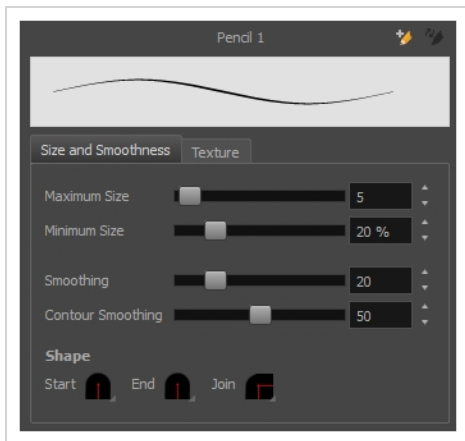 Pencil 1
Size and Smoothness Texture
Maximum Size 5
Minimum Size 20 %
Smoothing 20
Contour Smoothing 50
Shape
Start End Join